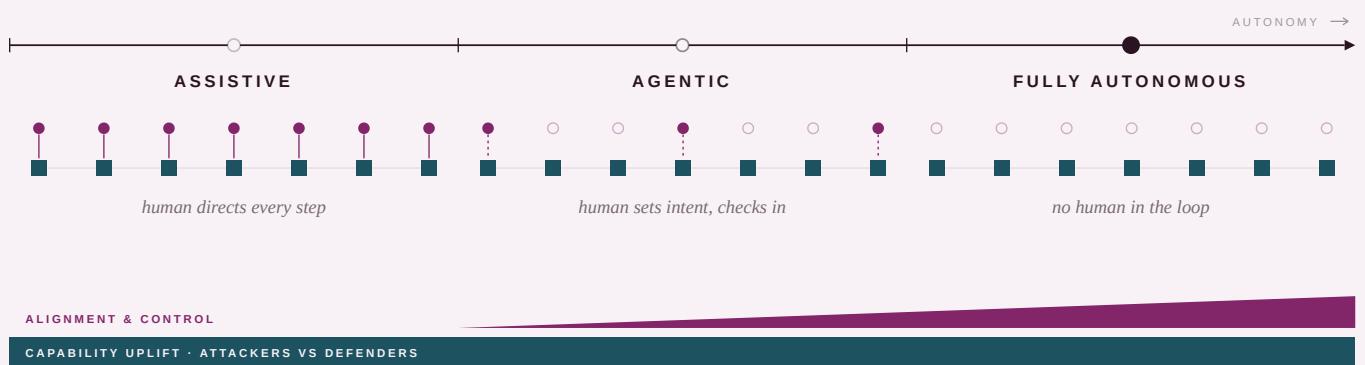 AUTONOMY →
ASSISTIVE
AGENTIC
FULLY AUTONOMOUS
human directs every step
human sets intent, checks in
no human in the loop
ALIGNMENT & CONTROL
CAPABILITY UPLIFT · ATTACKERS VS DEFENDERS